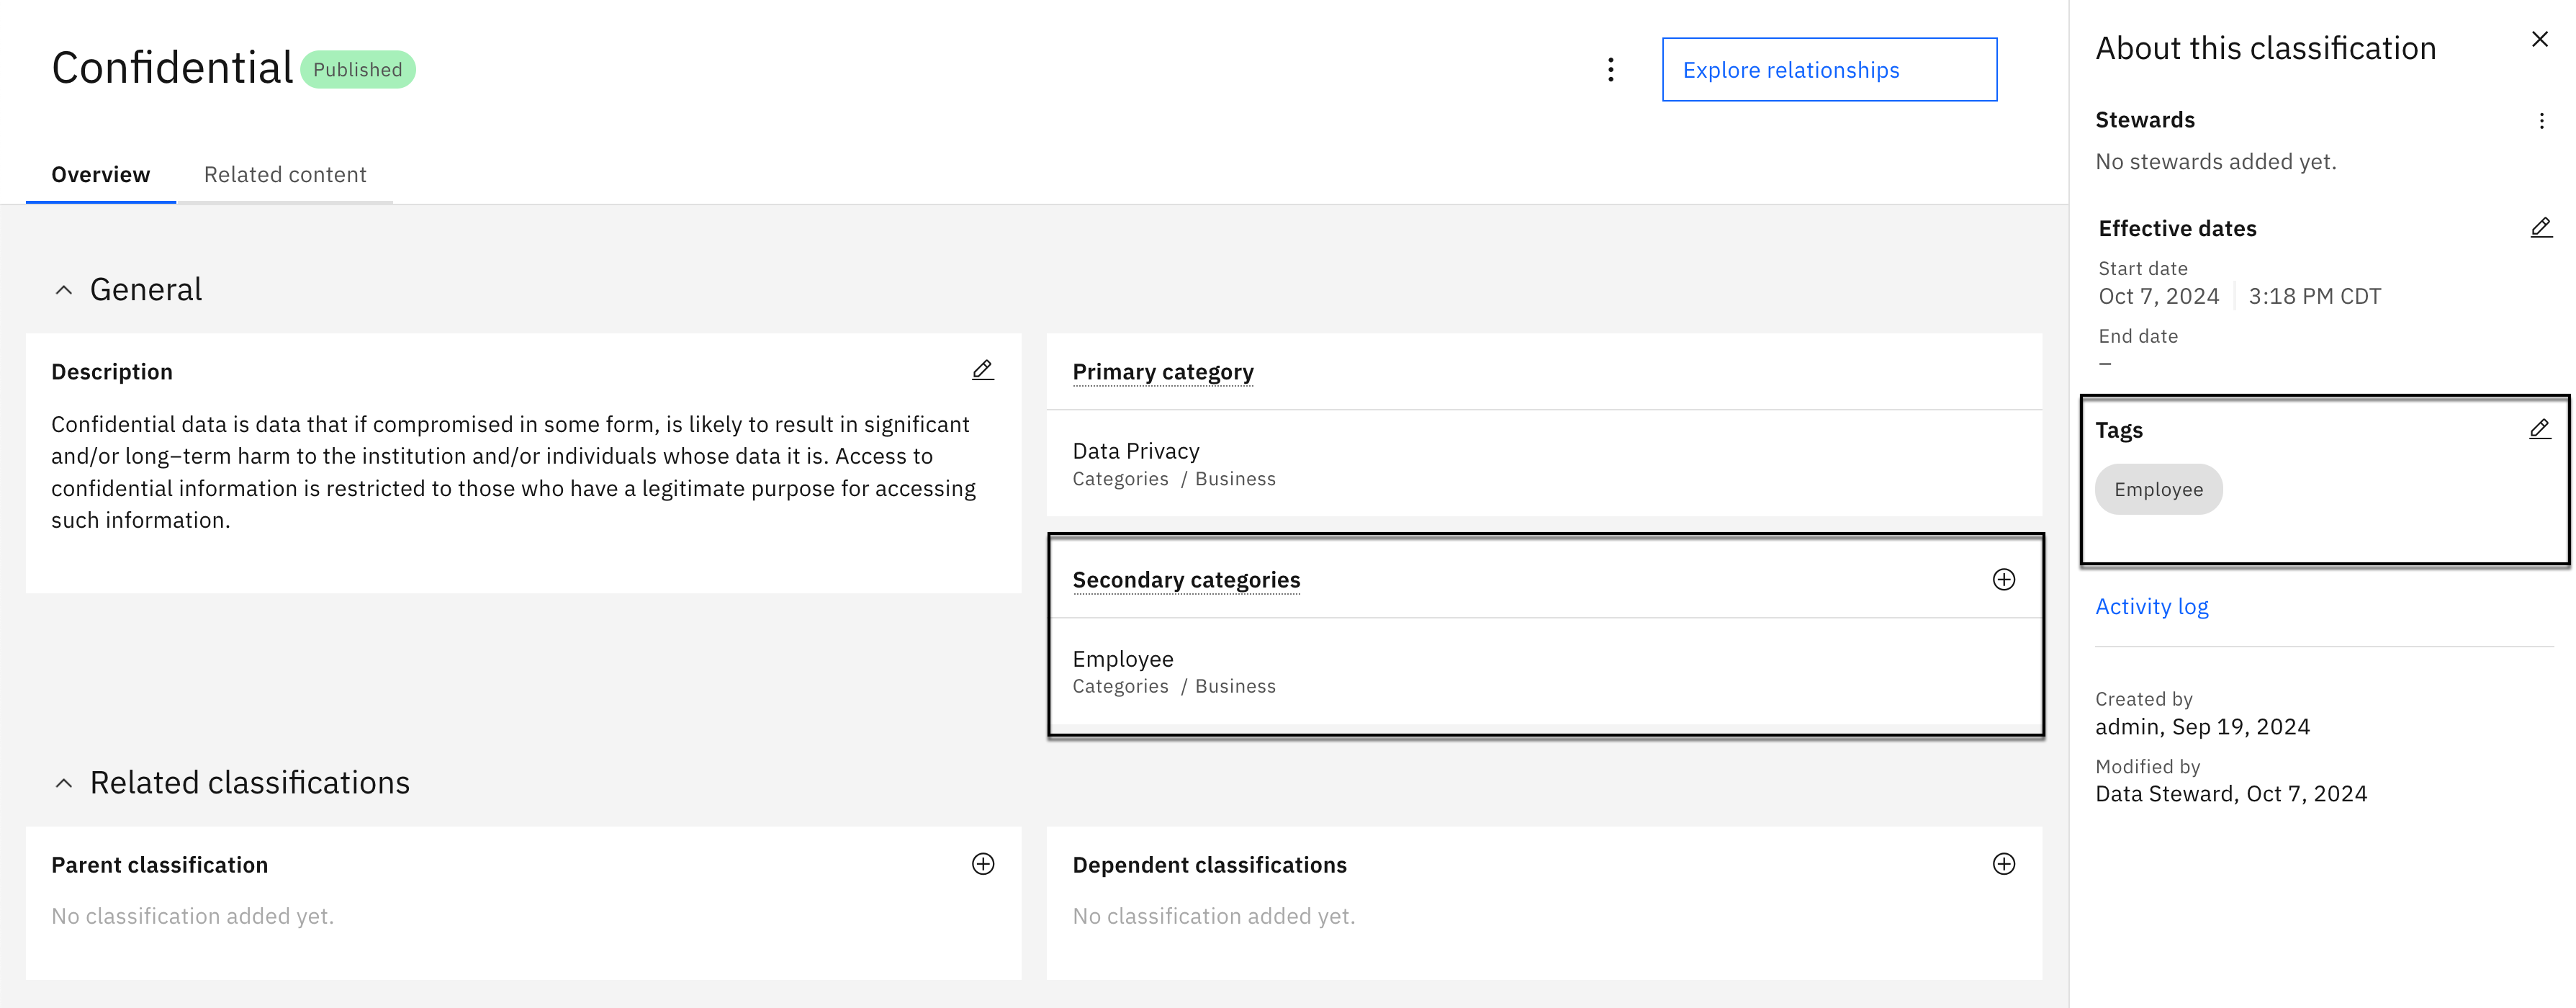 Confidential Published
Explore relationships
Overview Related content
General
Description
Confidential data is data that if compromised in some form, is likely to result in significant
and/or long–term harm to the institution and/or individuals whose data it is. Access to
confidential information is restricted to those who have a legitimate purpose for accessing
such information.
Primary category
Data Privacy
Categories / Business
Secondary categories
Employee
Categories / Business
Related classifications
Parent classification
No classification added yet.
Dependent classifications
No classification added yet.
About this classification
Stewards
No stewards added yet.
Effective dates
Start date
Oct 7, 2024 3:18 PM CDT
End date
–
Tags
Employee
Activity log
Created by
admin, Sep 19, 2024
Modified by
Data Steward, Oct 7, 2024